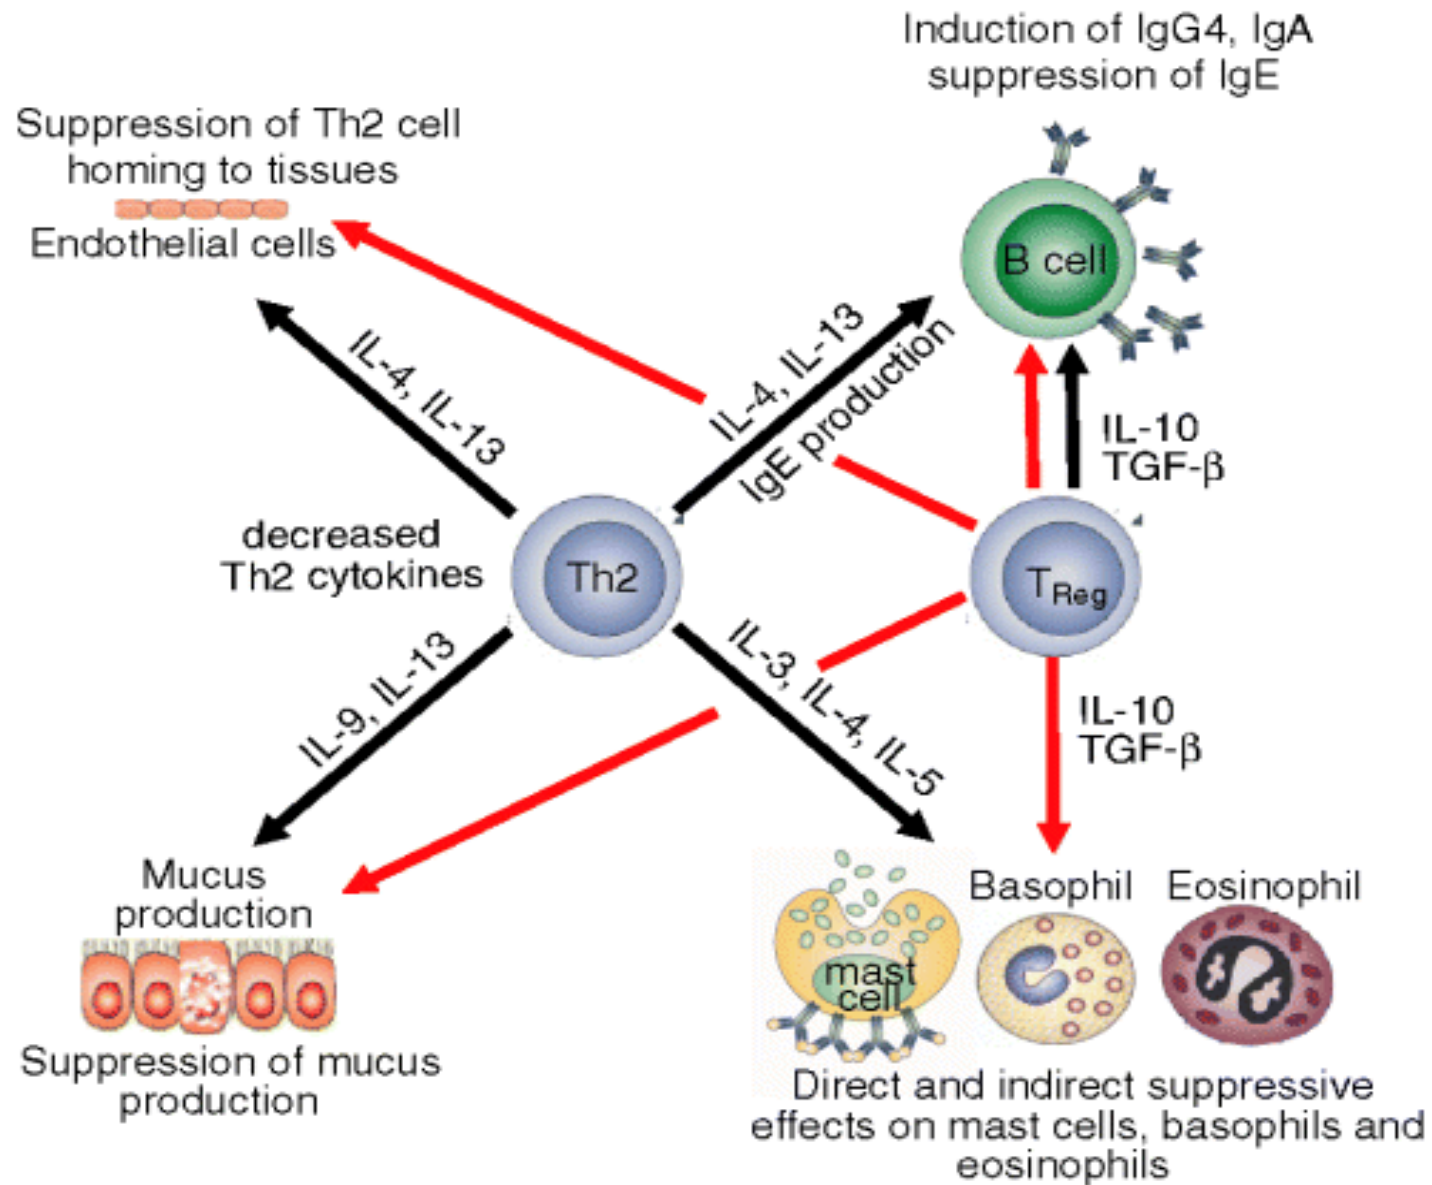 Induction of IgG4, IgA
suppression of IgE
Suppression of Th2 cell
homing to tissues
Endothelial cells
B cell
IL-4, IL-13
IL-4, IL-13
IgE production
IL-10
TGF-β
decreased
Th2 cytokines
Th2
TReg
IL-9, IL-13
IL-3, IL-4, IL-5
IL-10
TGF-β
Mucus
production
Suppression of mucus
production
Basophil
Eosinophil
mast
cell
Direct and indirect suppressive
effects on mast cells, basophils and
eosinophils